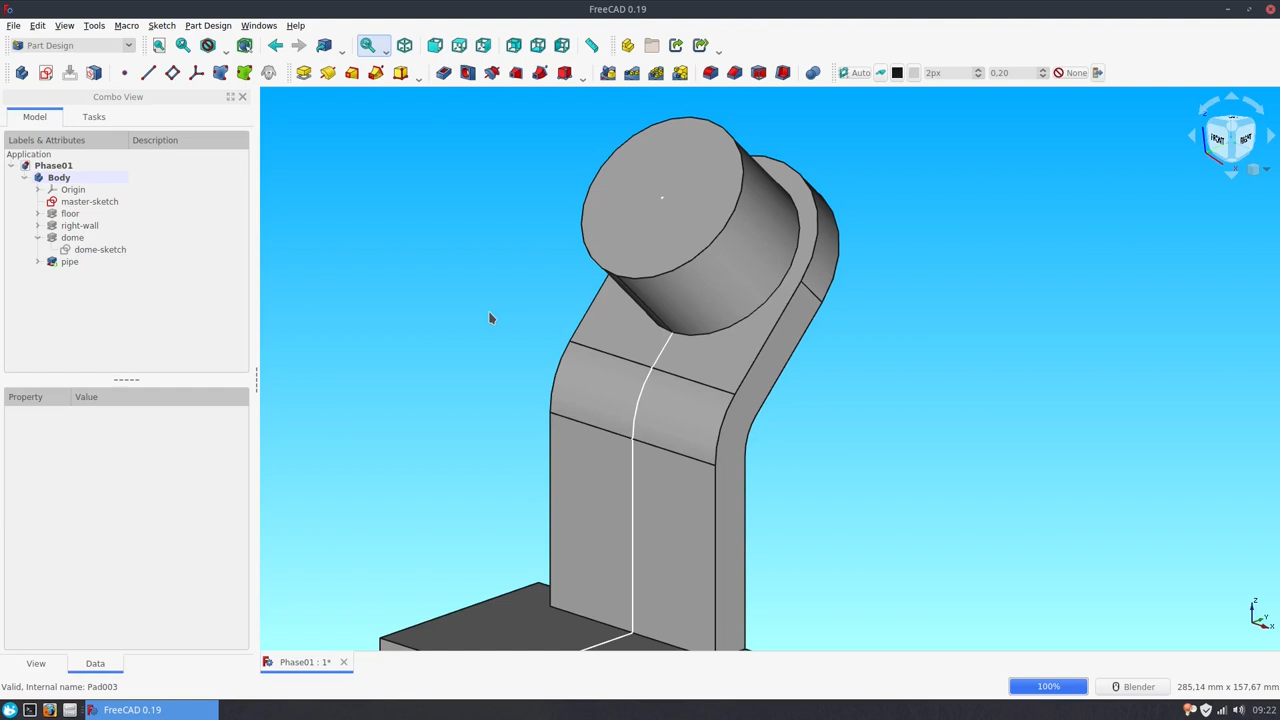 FreeCAD 0.19
File Edit View Tools Macro Sketch Part Design Windows Help
Part Design
Auto 2px 0,20 None
Combo View
Model Tasks
Labels & Attributes Description
Application
Phase01
Body
Origin
master-sketch
floor
right-wall
dome
dome-sketch
pipe
Property Value
View Data
FRONT RIGHT
Z
Y
X
Phase01 : 1*
Valid, Internal name: Pad003 100% Blender 285,14 mm x 157,67 mm
FreeCAD 0.19 09:22